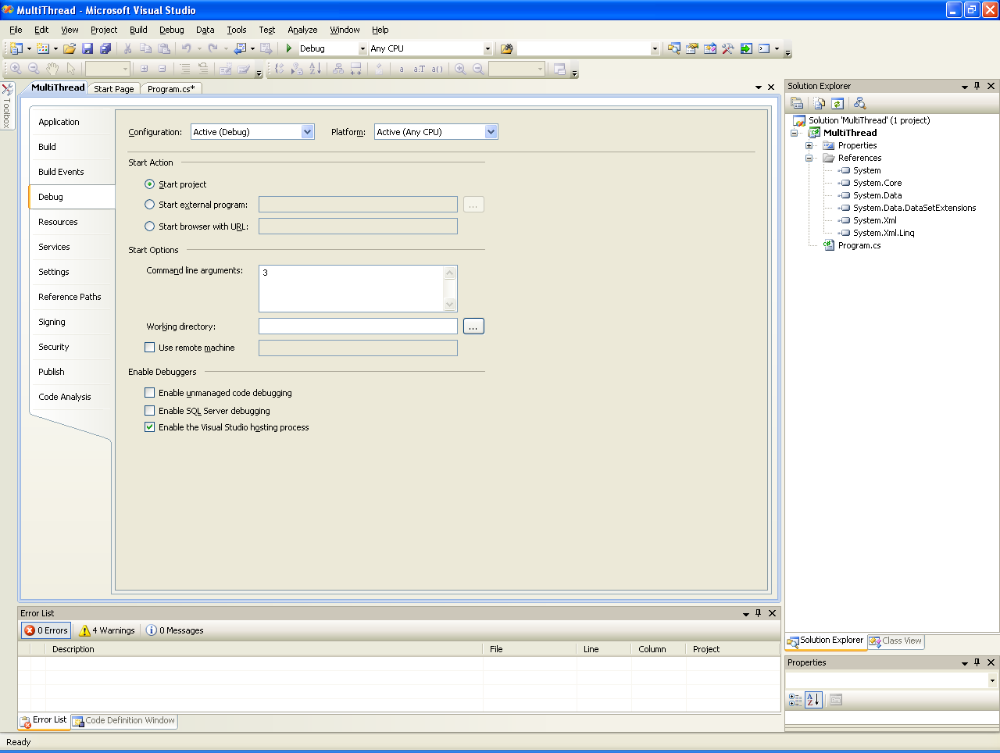 MultiThread - Microsoft Visual Studio
File Edit View Project Build Debug Data Tools Test Analyze Window Help
Debug Any CPU
a a:T a()
Toolbox
MultiThread Start Page Program.cs*
Application
Build
Build Events
Debug
Resources
Services
Settings
Reference Paths
Signing
Security
Publish
Code Analysis
Configuration: Active (Debug) Platform: Active (Any CPU)
Start Action
Start project
Start external program: ...
Start browser with URL:
Start Options
Command line arguments: 3
Working directory: ...
Use remote machine
Enable Debuggers
Enable unmanaged code debugging
Enable SQL Server debugging
Enable the Visual Studio hosting process
Solution Explorer
Solution 'MultiThread' (1 project)
MultiThread
Properties
References
System
System.Core
System.Data
System.Data.DataSetExtensions
System.Xml
System.Xml.Linq
Program.cs
Solution Explorer Class View
Properties
Error List
0 Errors 4 Warnings 0 Messages
Description File Line Column Project
Error List Code Definition Window
Ready